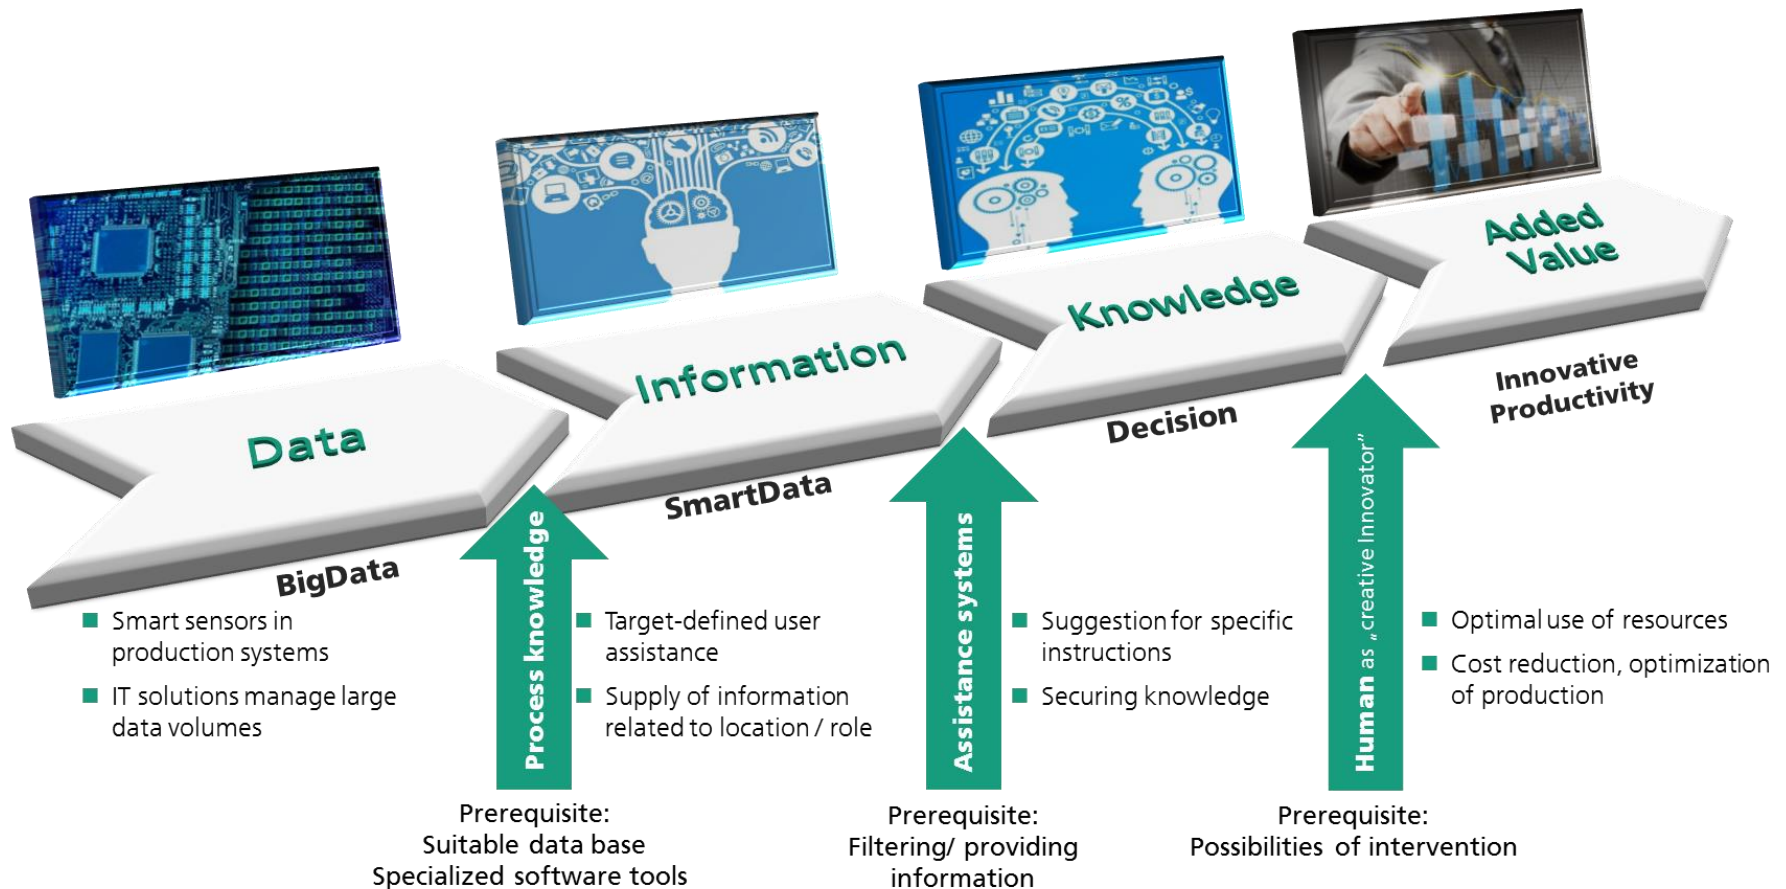 Data
BigData
Information
SmartData
Knowledge
Decision
Added
Value
Innovative
Productivity
Smart sensors in
production systems
IT solutions manage large
data volumes
Process knowledge
Target-defined user
assistance
Supply of information
related to location / role
Assistance systems
Suggestion for specific
instructions
Securing knowledge
Human as „creative Innovator”
Optimal use of resources
Cost reduction, optimization
of production
Prerequisite:
Suitable data base
Specialized software tools
Prerequisite:
Filtering/ providing
information
Prerequisite:
Possibilities of intervention